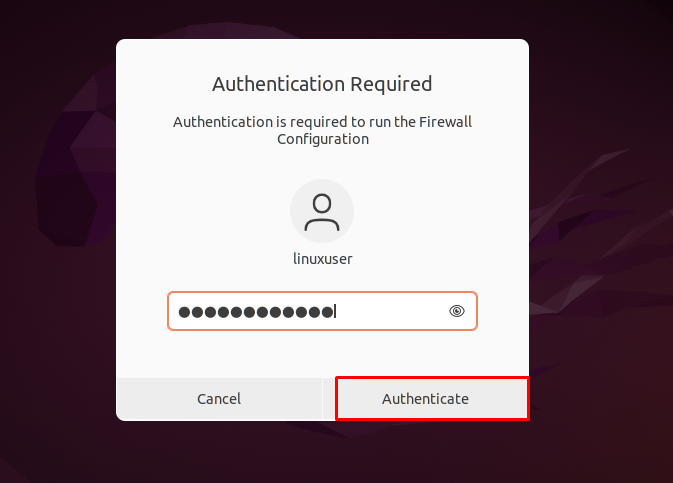 Authentication Required
Authentication is required to run the Firewall
Configuration
linuxuser
●●●●●●●●●●●●
Cancel
Authenticate